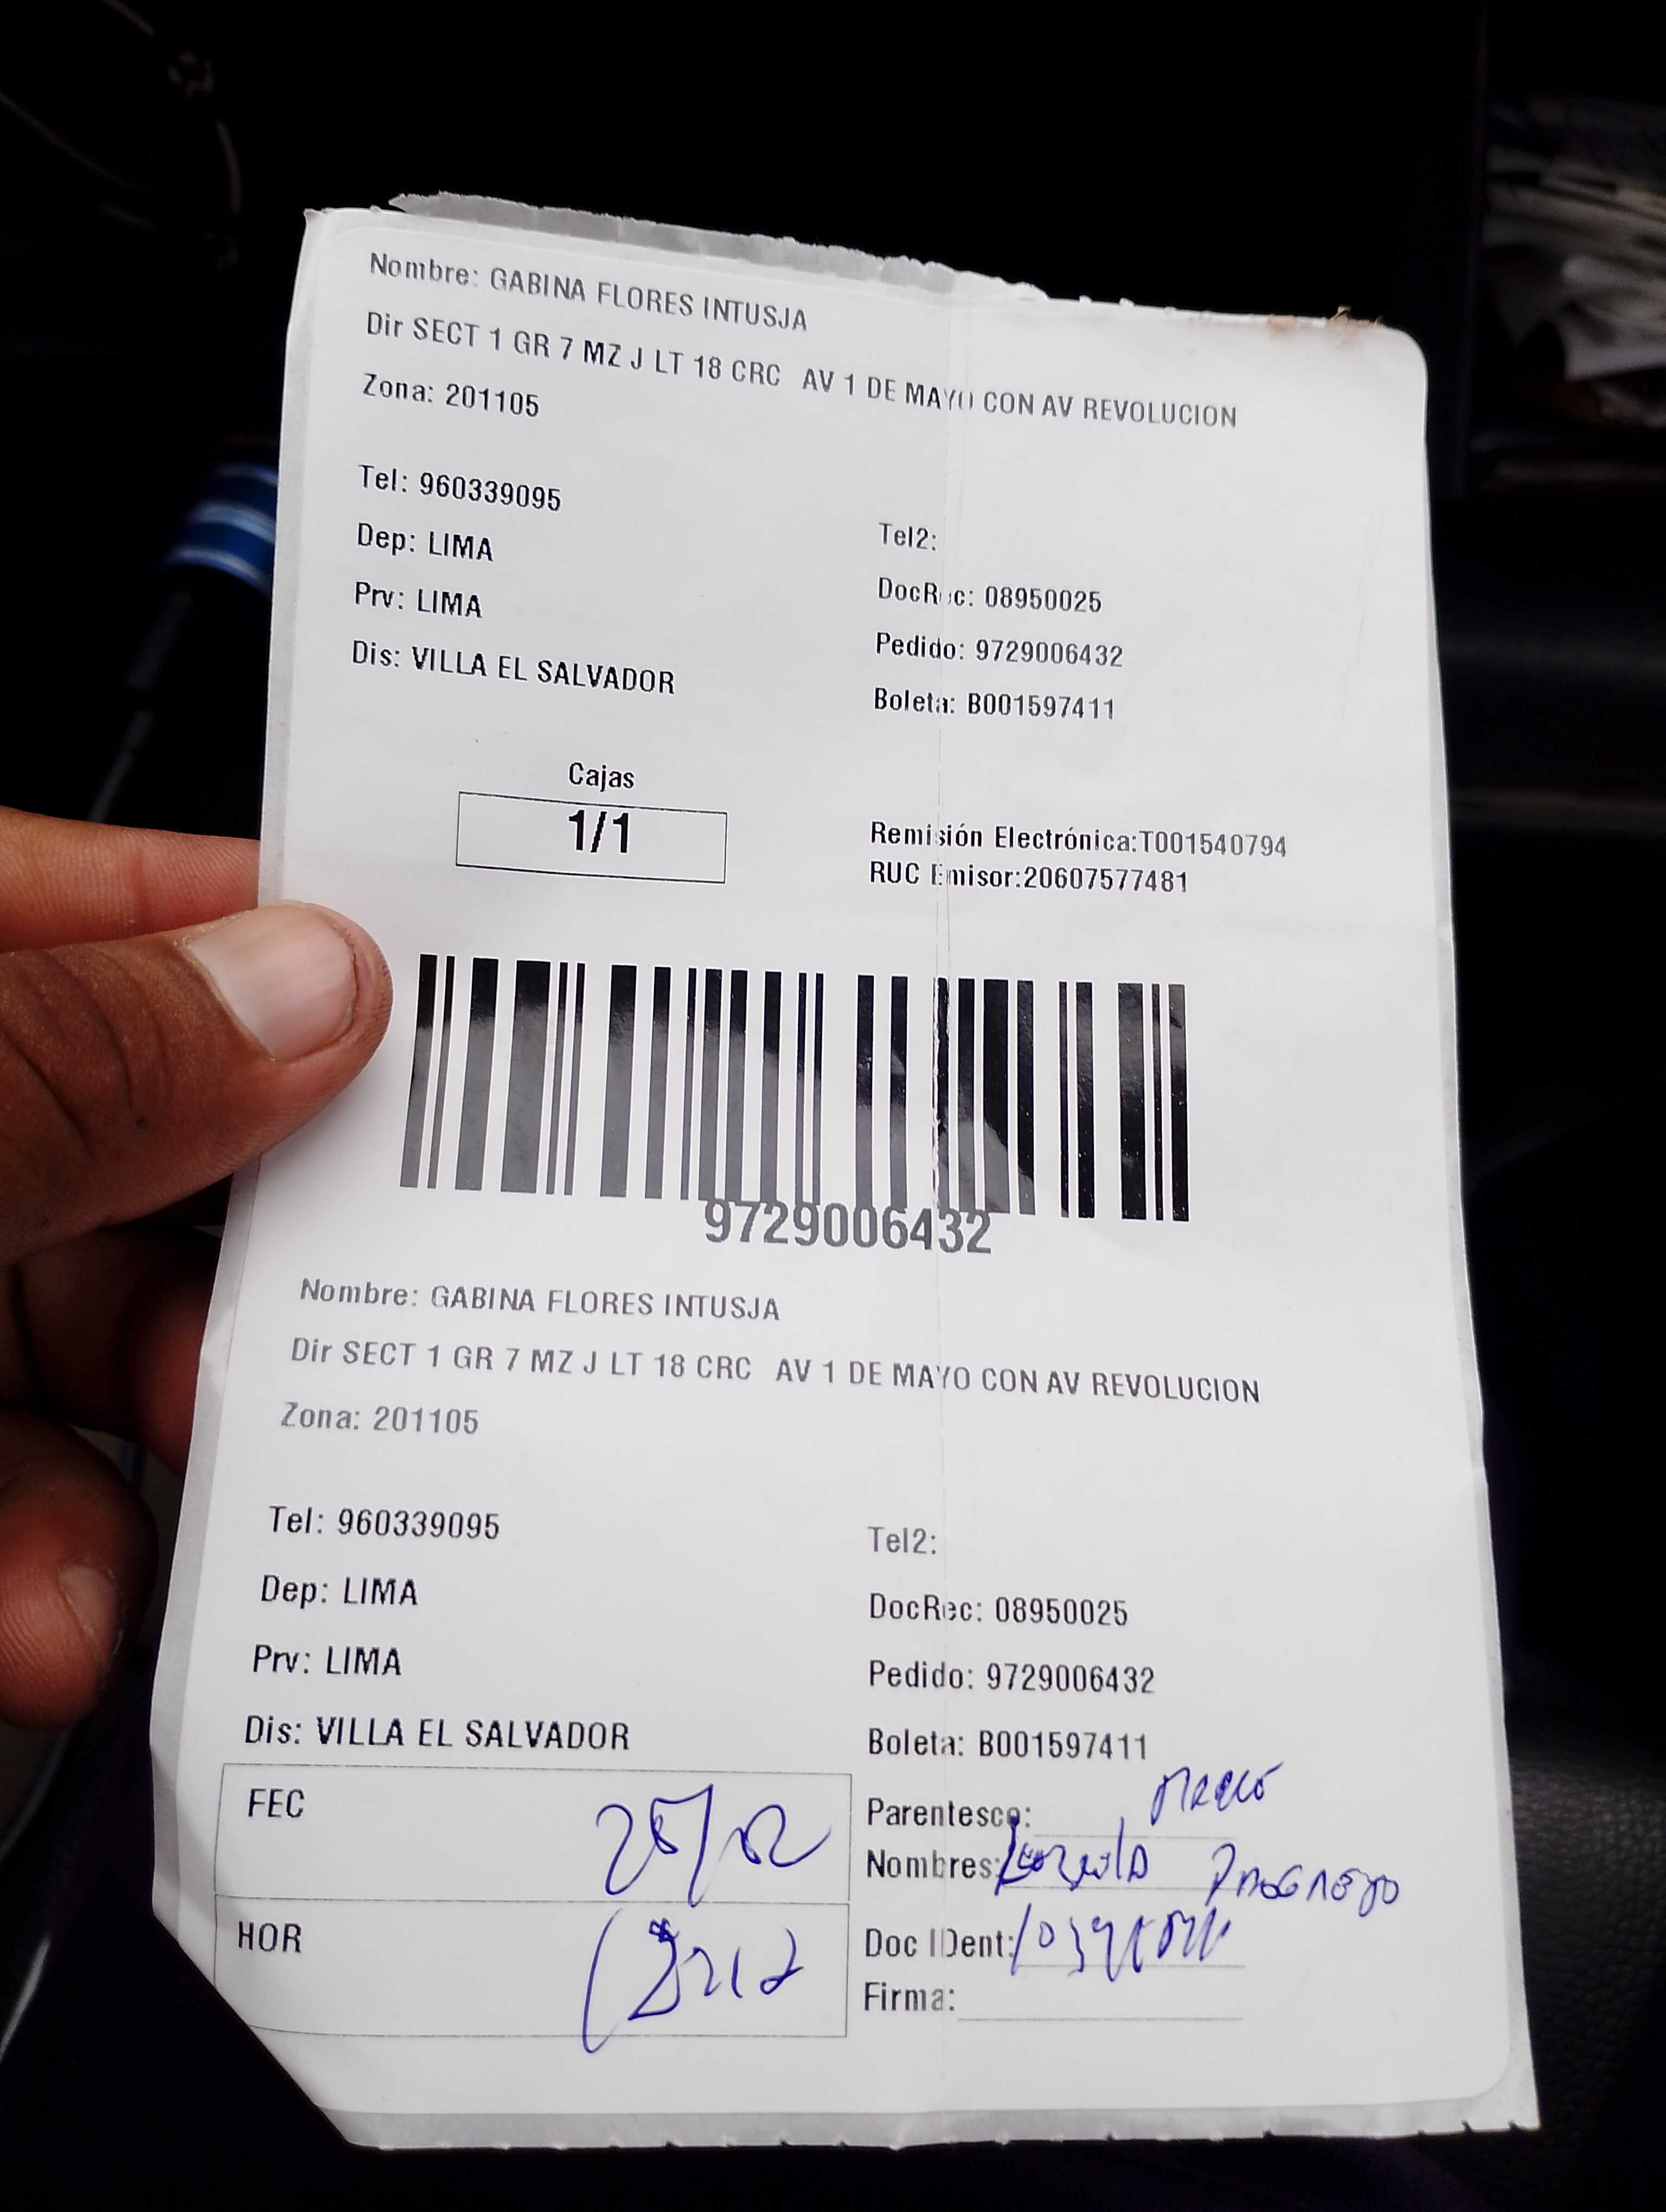 Nombre: GABINA FLORES INTUSJA
Dir SECT 1 GR 7 MZ J LT 18 CRC AV 1 DE MAYO CON AV REVOLUCION
Zona: 201105
Tel: 960339095
Tel2:
Dep: LIMA
DocRec: 08950025
Prv: LIMA
Pedido: 9729006432
Dis: VILLA EL SALVADOR
Boleta: B001597411
Cajas
1/1
Remisión Electrónica:T001540794
RUC Emisor:20607577481
9729006432
Nombre: GABINA FLORES INTUSJA
Dir SECT 1 GR 7 MZ J LT 18 CRC AV 1 DE MAYO CON AV REVOLUCION
Zona: 201105
Tel: 960339095
Tel2:
Dep: LIMA
DocRec: 08950025
Prv: LIMA
Pedido: 9729006432
Dis: VILLA EL SALVADOR
Boleta: B001597411
FEC 25/02
Parentesco:
Nombres:
HOR
Doc IDent:
Firma: